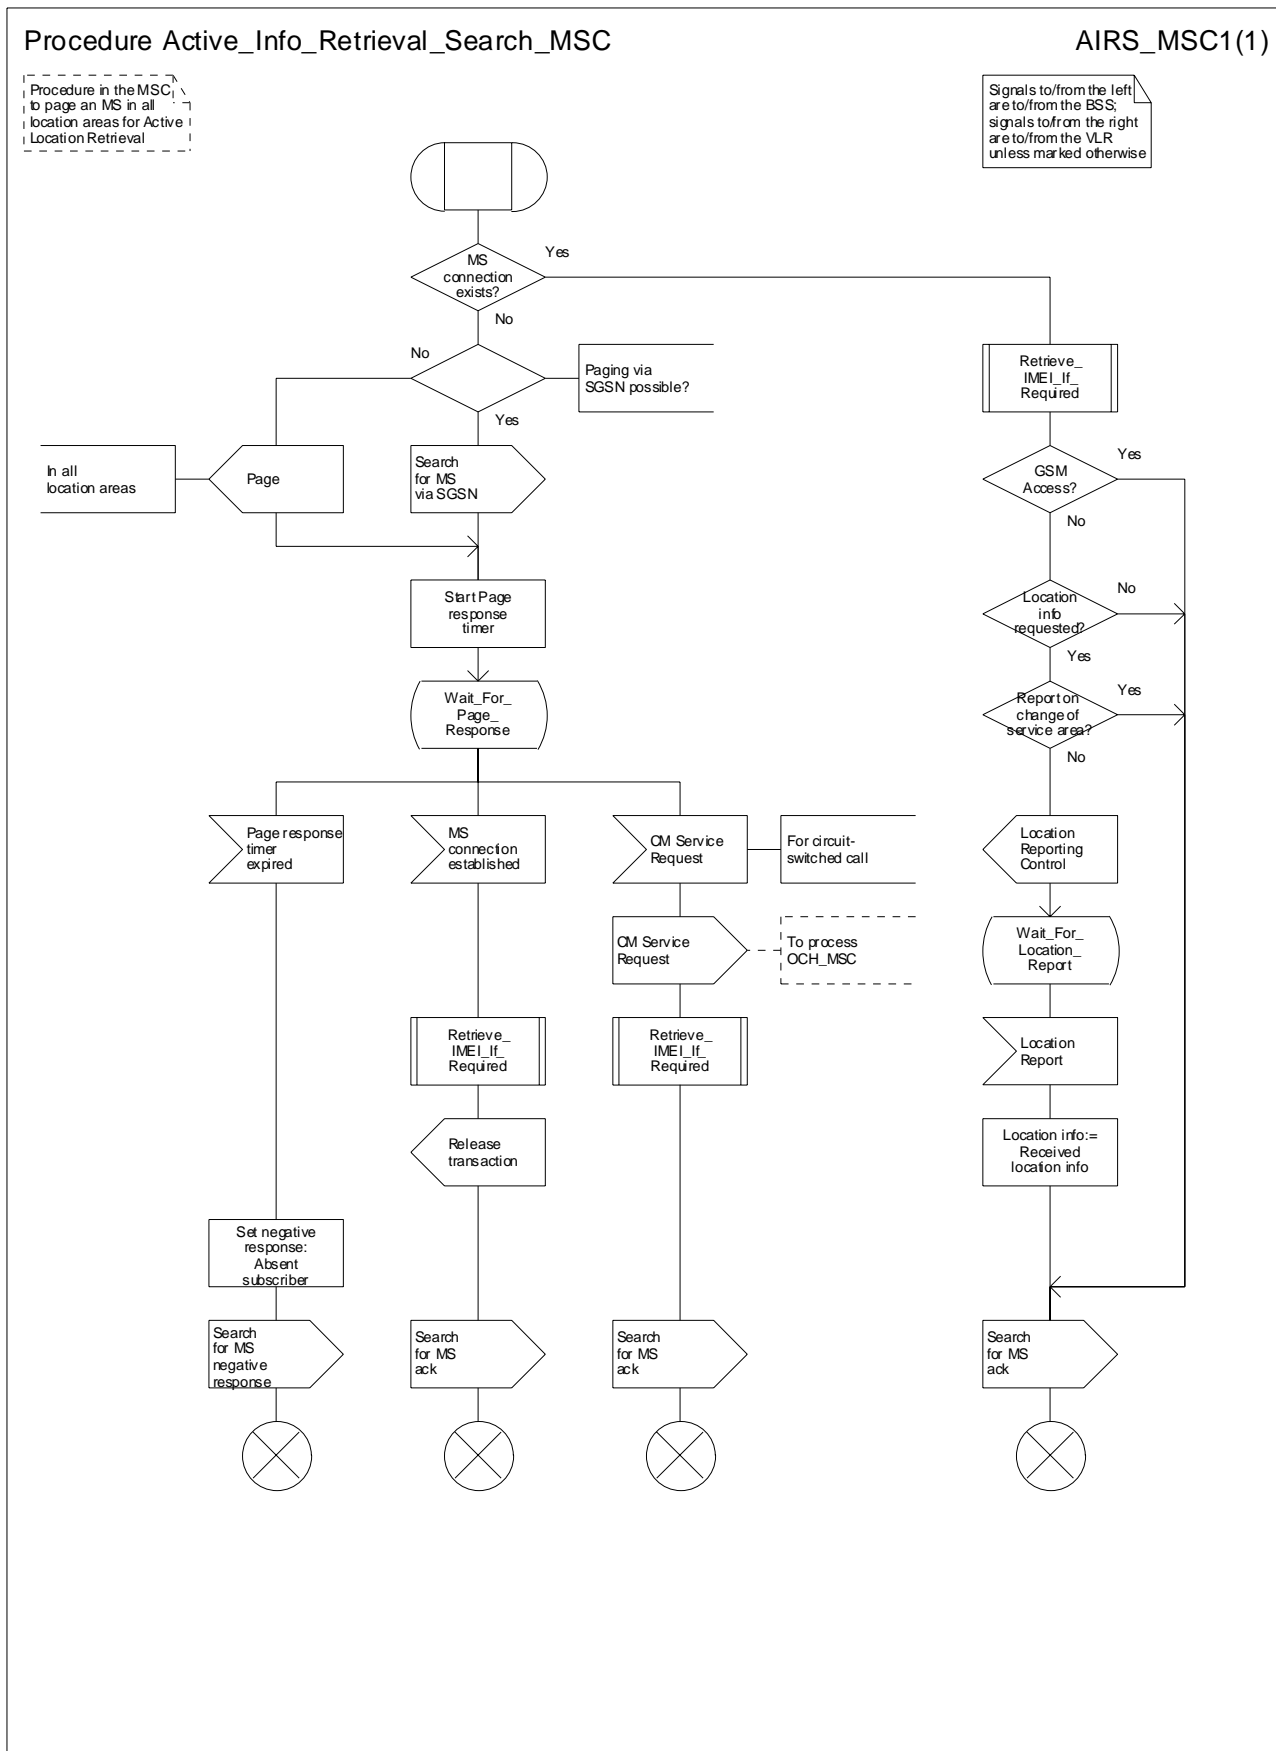 Procedure Active_Info_Retrieval_Search_MSC
AIRS_MSC1(1)
Procedure in the MSC
to page an MS in all
location areas for Active
Location Retrieval
Signals to/from the left
are to/from the BSS;
signals to/from the right
are to/from the VLR
unless marked otherwise
MS
connection
exists?
Yes
No
No
Paging via
SGSN possible?
Yes
Retrieve_
IMEI_If_
Required
In all
location areas
Page
Search
for MS
via SGSN
GSM
Access?
Yes
No
Start Page
response
timer
Location
info
requested?
No
Yes
Wait_For_
Page_
Response
Report on
change of
service area?
Yes
No
Page response
timer
expired
MS
connection
established
CM Service
Request
For circuit-
switched call
Location
Reporting
Control
CM Service
Request
To process
OCH_MSC
Wait_For_
Location_
Report
Retrieve_
IMEI_If_
Required
Retrieve_
IMEI_If_
Required
Location
Report
Release
transaction
Location info:=
Received
location info
Set negative
response:
Absent
subscriber
Search
for MS
negative
response
Search
for MS
ack
Search
for MS
ack
Search
for MS
ack